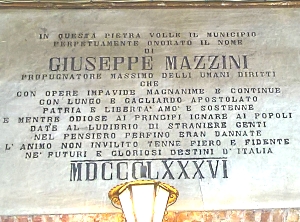 IN QUESTA PIETRA VOLLE IL MUNICIPIO
PERPETUAMENTE ONORATO IL NOME
DI
GIUSEPPE MAZZINI
PROPUGNATORE MASSIMO DELLI UMANI DIRITTI
CHE
CON OPERE IMPAVIDE MAGNANIME E CONTINUE
CON LUNGO E GAGLIARDO APOSTOLATO
PATRIA E LIBERTA' AMO' E SOSTENNE
E MENTRE ODIOSE AI PRINCIPI IGNARE AI POPOLI
DATE AL LUDIBRIO DI STRANIERE GENTI
NEL PENSIERO PERFINO ERAN DANNATE
L'ANIMO NON INVILITO TENNE FIERO E FIDENTE
NE' FUTURI E GLORIOSI DESTINI D'ITALIA
MDCCCLXXXVI